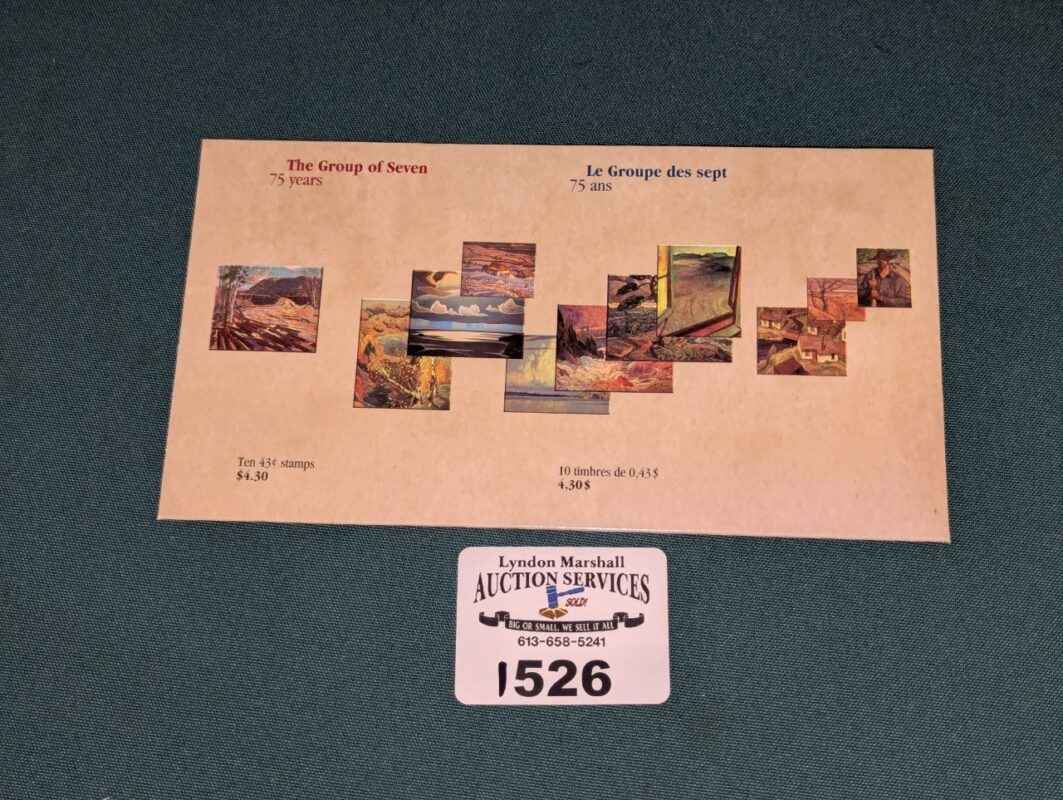 The Group of Seven
75 years
Le Groupe des sept
75 ans
Ten 43¢ stamps
$4.30
10 timbres de 0,43$
4,30$
Lyndon Marshall
AUCTION SERVICES
SOLD!
BIG OR SMALL, WE SELL IT ALL
613-658-5241
1526